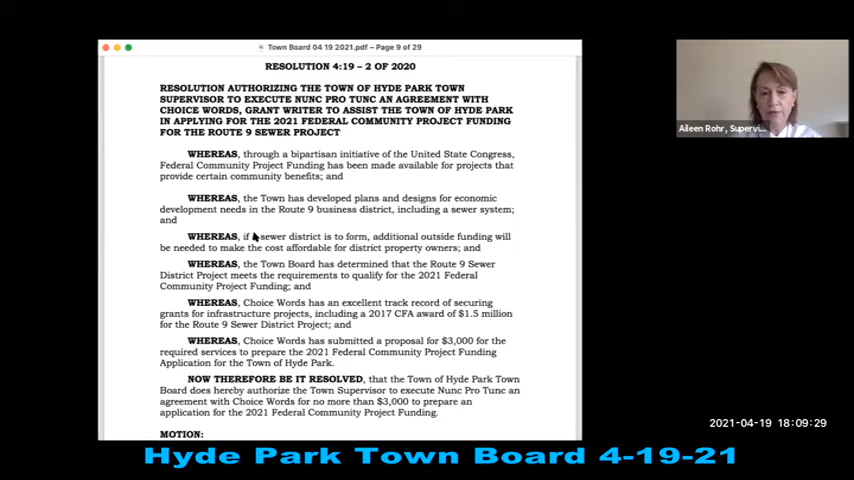 Town Board 04 19 2021.pdf – Page 9 of 29
RESOLUTION 4:19 – 2 OF 2020
RESOLUTION AUTHORIZING THE TOWN OF HYDE PARK TOWN
SUPERVISOR TO EXECUTE NUNC PRO TUNC AN AGREEMENT WITH
CHOICE WORDS, GRANT WRITER TO ASSIST THE TOWN OF HYDE PARK
IN APPLYING FOR THE 2021 FEDERAL COMMUNITY PROJECT FUNDING
FOR THE ROUTE 9 SEWER PROJECT
WHEREAS, through a bipartisan initiative of the United State Congress,
Federal Community Project Funding has been made available for projects that
provide certain community benefits; and
WHEREAS, the Town has developed plans and designs for economic
development needs in the Route 9 business district, including a sewer system;
and
WHEREAS, if sewer district is to form, additional outside funding will
be needed to make the cost affordable for district property owners; and
WHEREAS, the Town Board has determined that the Route 9 Sewer
District Project meets the requirements to qualify for the 2021 Federal
Community Project Funding; and
WHEREAS, Choice Words has an excellent track record of securing
grants for infrastructure projects, including a 2017 CFA award of $1.5 million
for the Route 9 Sewer District Project; and
WHEREAS, Choice Words has submitted a proposal for $3,000 for the
required services to prepare the 2021 Federal Community Project Funding
Application for the Town of Hyde Park.
NOW THEREFORE BE IT RESOLVED, that the Town of Hyde Park Town
Board does hereby authorize the Town Supervisor to execute Nunc Pro Tunc an
agreement with Choice Words for no more than $3,000 to prepare an
application for the 2021 Federal Community Project Funding.
MOTION:
Aileen Rohr, Supervi...
2021-04-19 18:09:29
Hyde Park Town Board 4-19-21